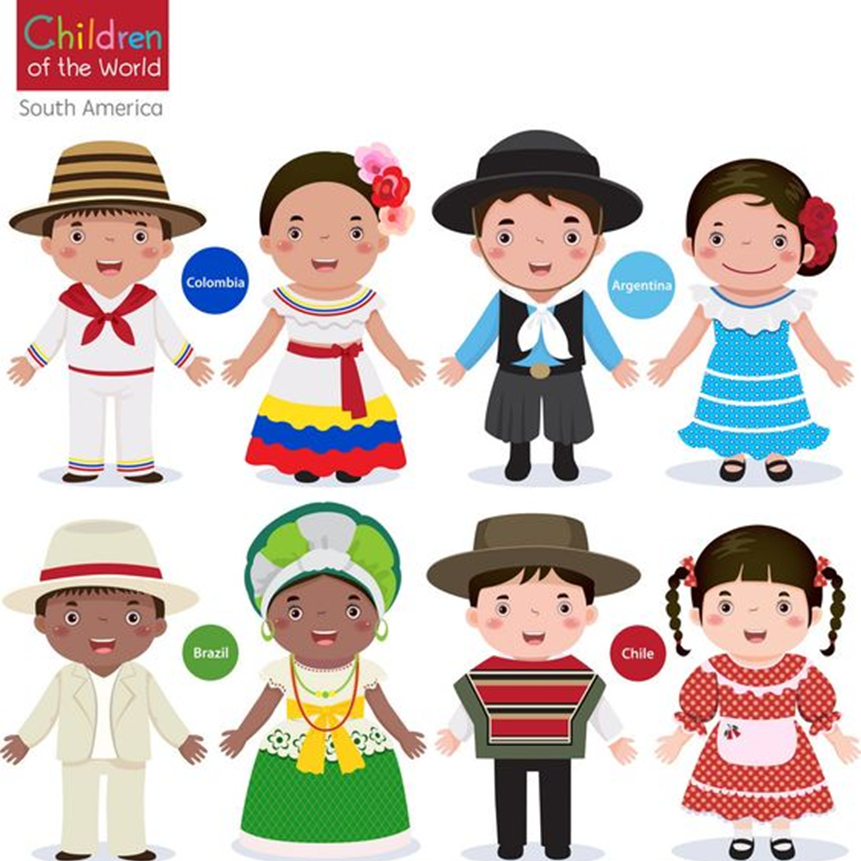 Children
of the World
South America
Colombia
Argentina
Brazil
Chile